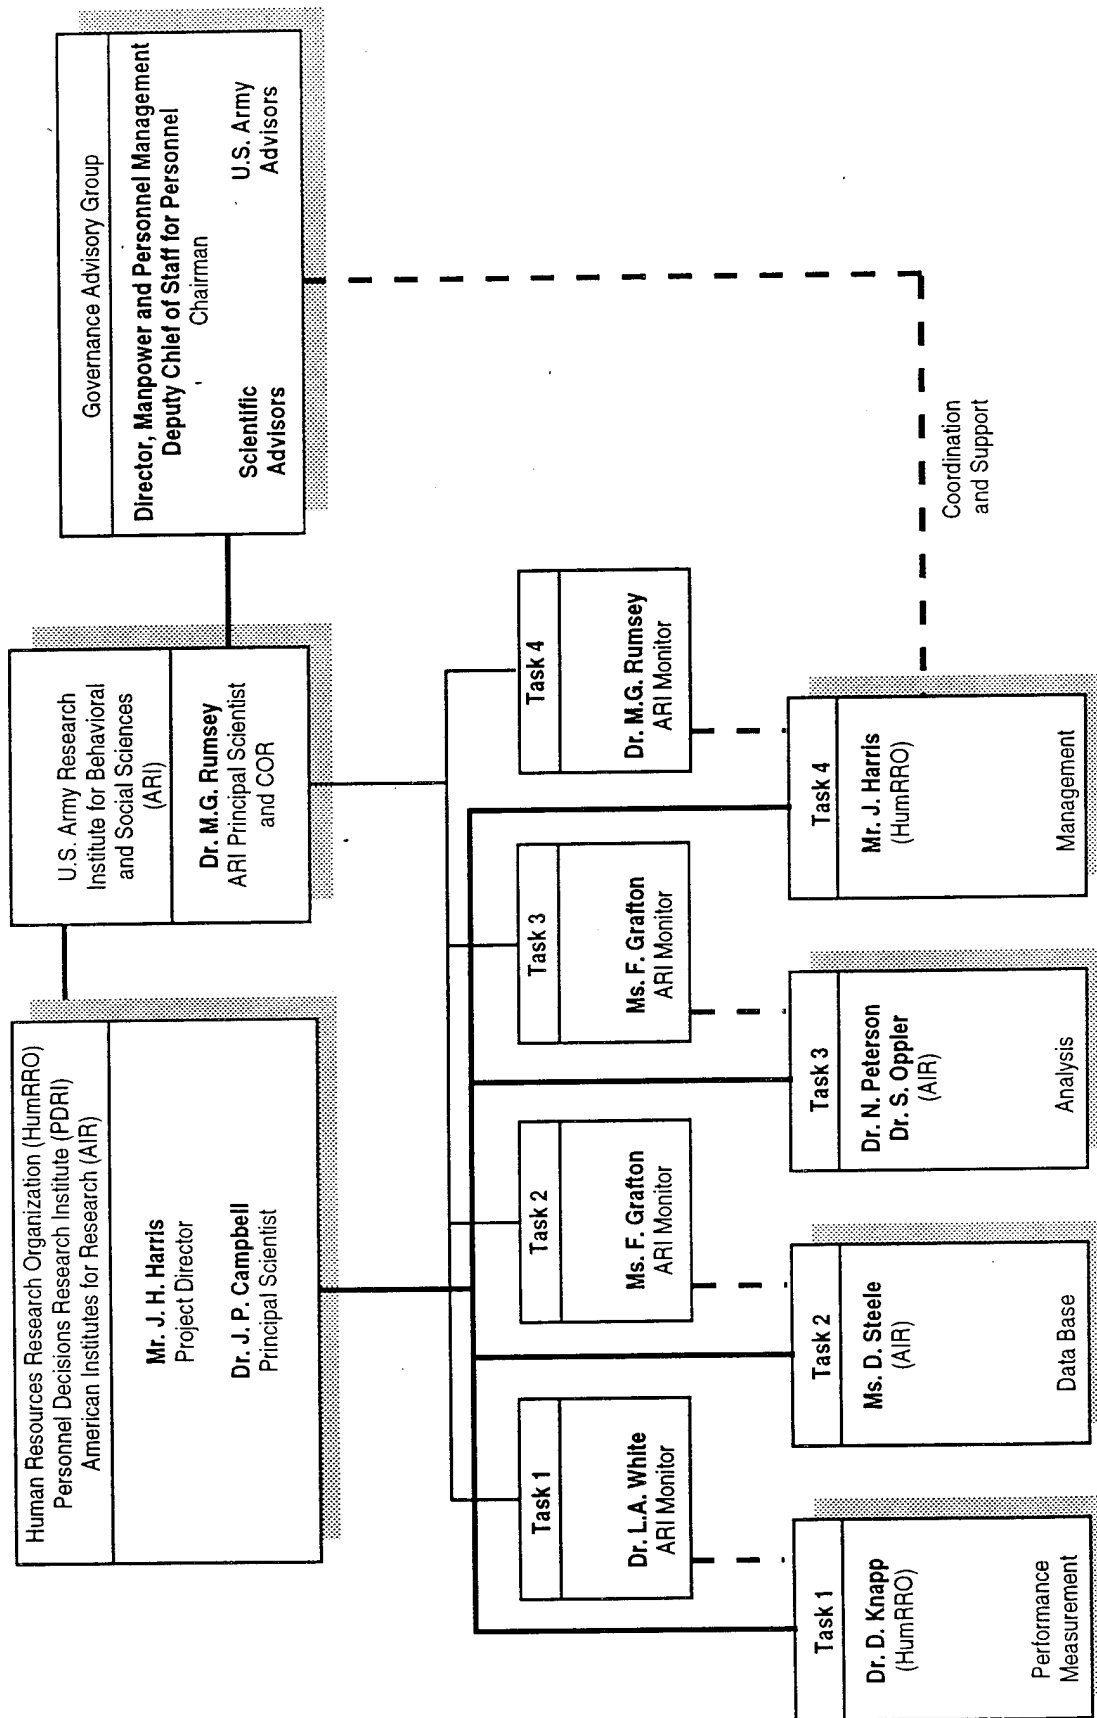 Human Resources Research Organization (HumRRO)
Personnel Decisions Research Institute (PDRI)
American Institutes for Research (AIR)
Mr. J. H. Harris
Project Director
Dr. J. P. Campbell
Principal Scientist
U.S. Army Research
Institute for Behavioral
and Social Sciences
(ARI)
Dr. M.G. Rumsey
ARI Principal Scientist
and COR
Governance Advisory Group
Director, Manpower and Personnel Management
Deputy Chief of Staff for Personnel
Chairman
Scientific
Advisors
U.S. Army
Advisors
Task 1
Dr. L.A. White
ARI Monitor
Task 2
Ms. F. Grafton
ARI Monitor
Task 3
Ms. F. Grafton
ARI Monitor
Task 4
Dr. M.G. Rumsey
ARI Monitor
Coordination
and Support
Task 1
Dr. D. Knapp
(HumRRO)
Performance
Measurement
Task 2
Ms. D. Steele
(AIR)
Data Base
Task 3
Dr. N. Peterson
Dr. S. Oppler
(AIR)
Analysis
Task 4
Mr. J. Harris
(HumRRO)
Management